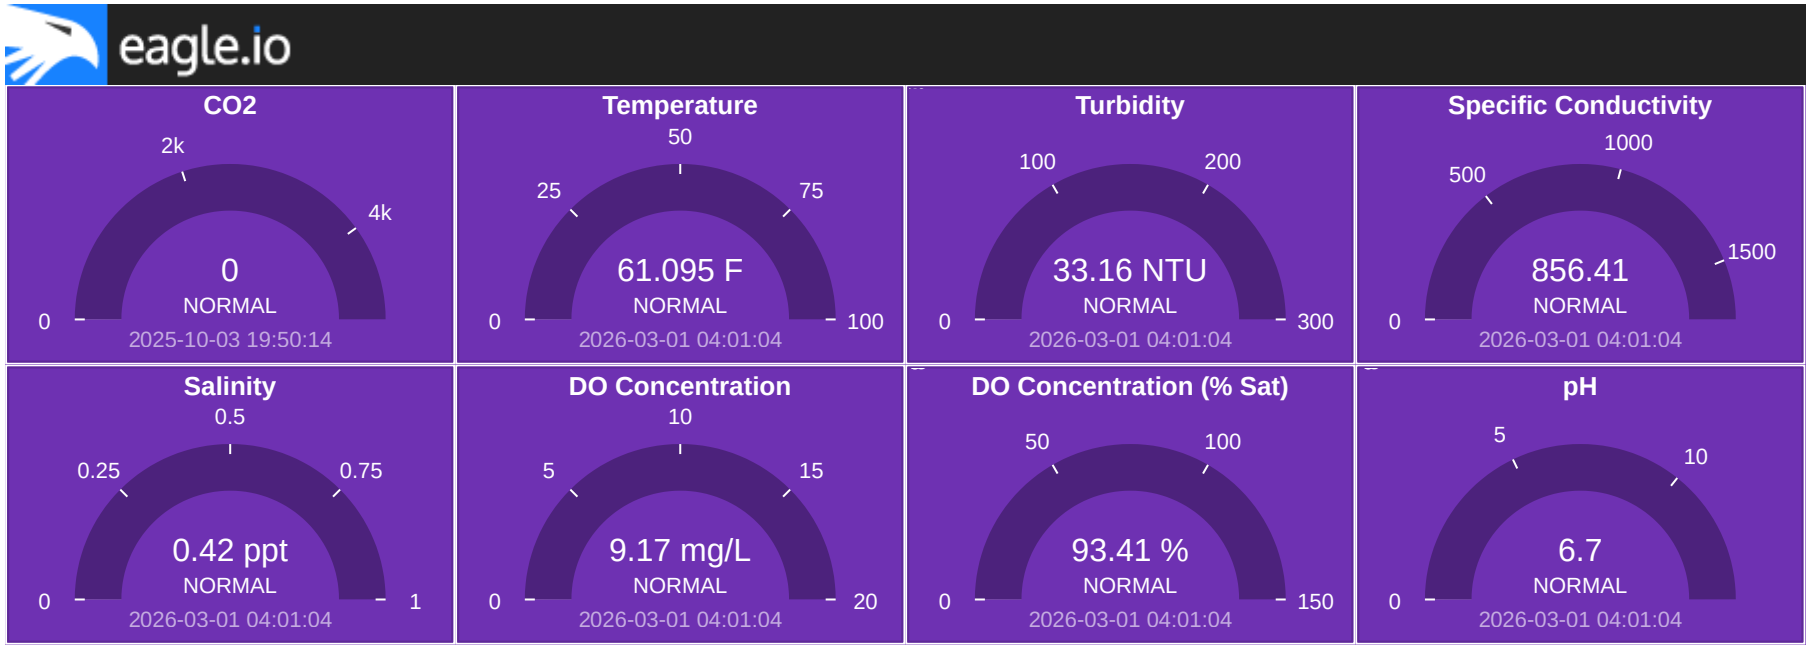 eagle.io
CO2
2k
4k
0
0
NORMAL
2025-10-03 19:50:14
Temperature
50
25
75
61.095 F
NORMAL
0
100
2026-03-01 04:01:04
Turbidity
100
200
33.16 NTU
NORMAL
0
300
2026-03-01 04:01:04
Specific Conductivity
1000
500
1500
856.41
NORMAL
0
2026-03-01 04:01:04
Salinity
0.5
0.25
0.75
0.42 ppt
NORMAL
0
1
2026-03-01 04:01:04
DO Concentration
10
5
15
9.17 mg/L
NORMAL
0
20
2026-03-01 04:01:04
DO Concentration (% Sat)
50
100
93.41 %
NORMAL
0
150
2026-03-01 04:01:04
pH
5
10
6.7
NORMAL
0
2026-03-01 04:01:04